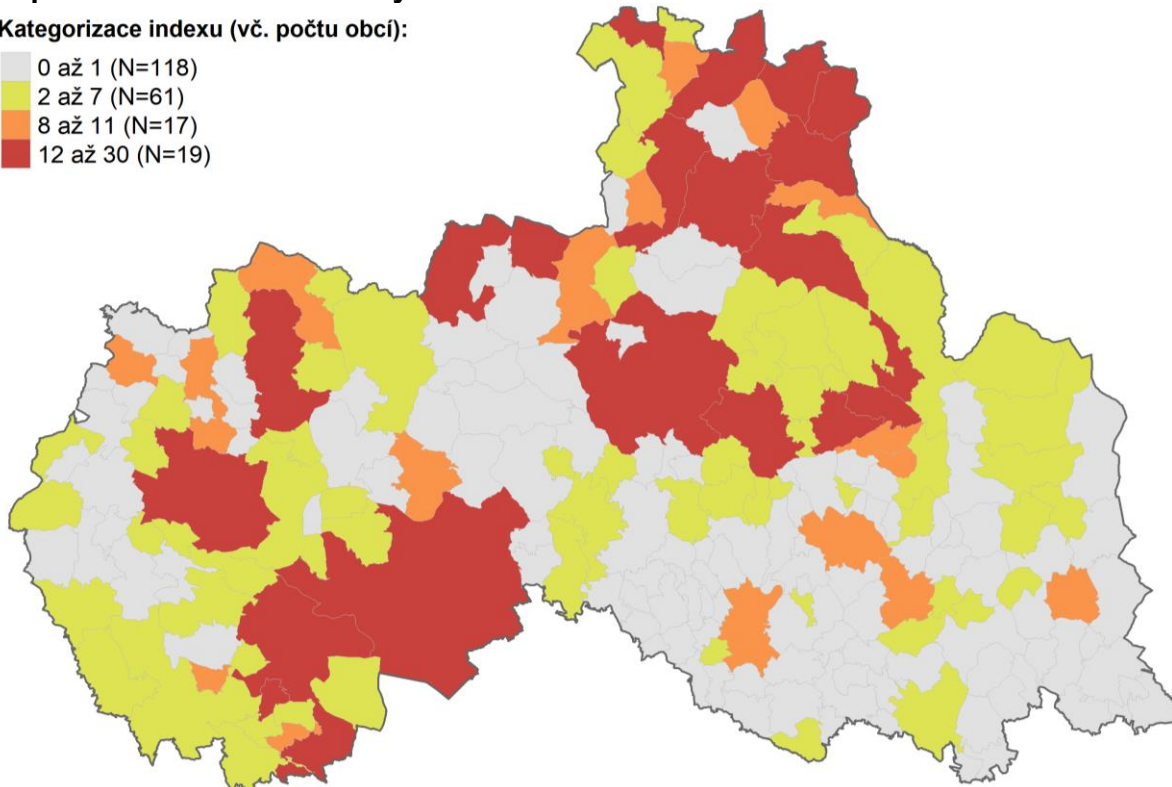 Kategorizace indexu (vč. počtu obcí):
0 až 1 (N=118)
2 až 7 (N=61)
8 až 11 (N=17)
12 až 30 (N=19)